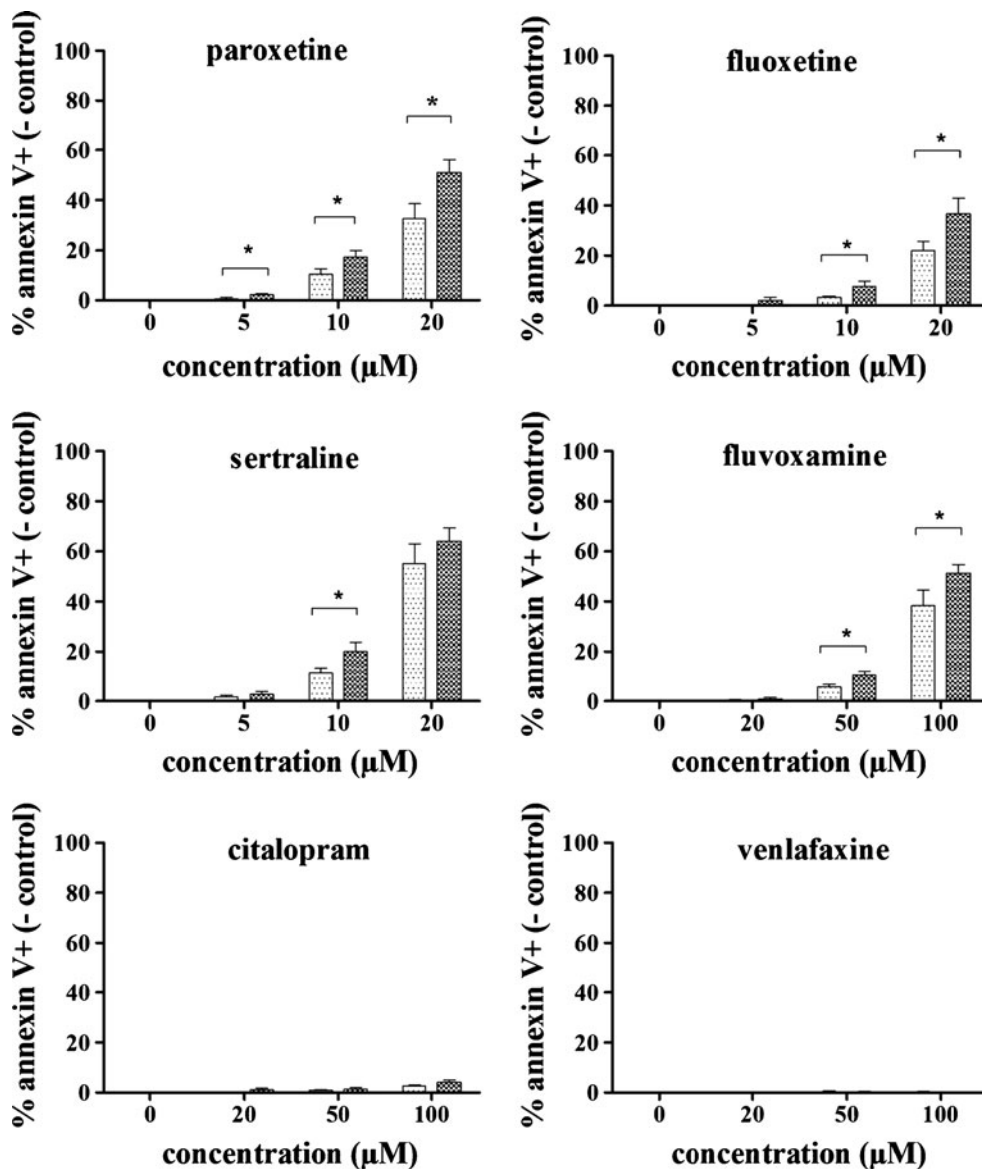 paroxetine
% annexin V+ (- control)
100
80
60
40
20
0
*
*
*
0 5 10 20
concentration (μM)
fluoxetine
% annexin V+ (- control)
100
80
60
40
20
0
*
*
0 5 10 20
concentration (μM)
sertraline
% annexin V+ (- control)
100
80
60
40
20
0
*
0 5 10 20
concentration (μM)
fluvoxamine
% annexin V+ (- control)
100
80
60
40
20
0
*
*
0 20 50 100
concentration (μM)
citalopram
% annexin V+ (- control)
100
80
60
40
20
0
0 20 50 100
concentration (μM)
venlafaxine
% annexin V+ (- control)
100
80
60
40
20
0
0 20 50 100
concentration (μM)